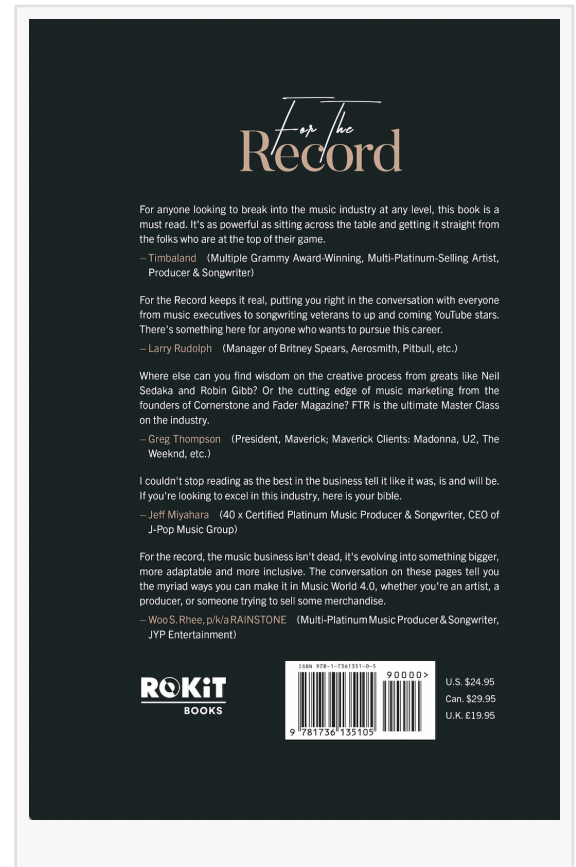 For The
Record
For anyone looking to break into the music industry at any level, this book is a
must read. It's as powerful as sitting across the table and getting it straight from
the folks who are at the top of their game.
– Timbaland (Multiple Grammy Award-Winning, Multi-Platinum-Selling Artist,
Producer & Songwriter)
For the Record keeps it real, putting you right in the conversation with everyone
from music executives to songwriting veterans to up and coming YouTube stars.
There's something here for anyone who wants to pursue this career.
– Larry Rudolph (Manager of Britney Spears, Aerosmith, Pitbull, etc.)
Where else can you find wisdom on the creative process from greats like Neil
Sedaka and Robin Gibb? Or the cutting edge of music marketing from the
founders of Cornerstone and Fader Magazine? FTR is the ultimate Master Class
on the industry.
– Greg Thompson (President, Maverick; Maverick Clients: Madonna, U2, The
Weeknd, etc.)
I couldn't stop reading as the best in the business tell it like it was, is and will be.
If you're looking to excel in this industry, here is your bible.
– Jeff Miyahara (40 x Certified Platinum Music Producer & Songwriter, CEO of
J-Pop Music Group)
For the record, the music business isn't dead, it's evolving into something bigger,
more adaptable and more inclusive. The conversation on these pages tell you
the myriad ways you can make it in Music World 4.0, whether you're an artist, a
producer, or someone trying to sell some merchandise.
– Woo S. Rhee, p/k/a RAINSTONE (Multi-Platinum Music Producer & Songwriter,
JYP Entertainment)
ROKiT
BOOKS
ISBN 978-1-7361351-0-5
90000>
9 781736 135105
U.S. $24.95
Can. $29.95
U.K. £19.95